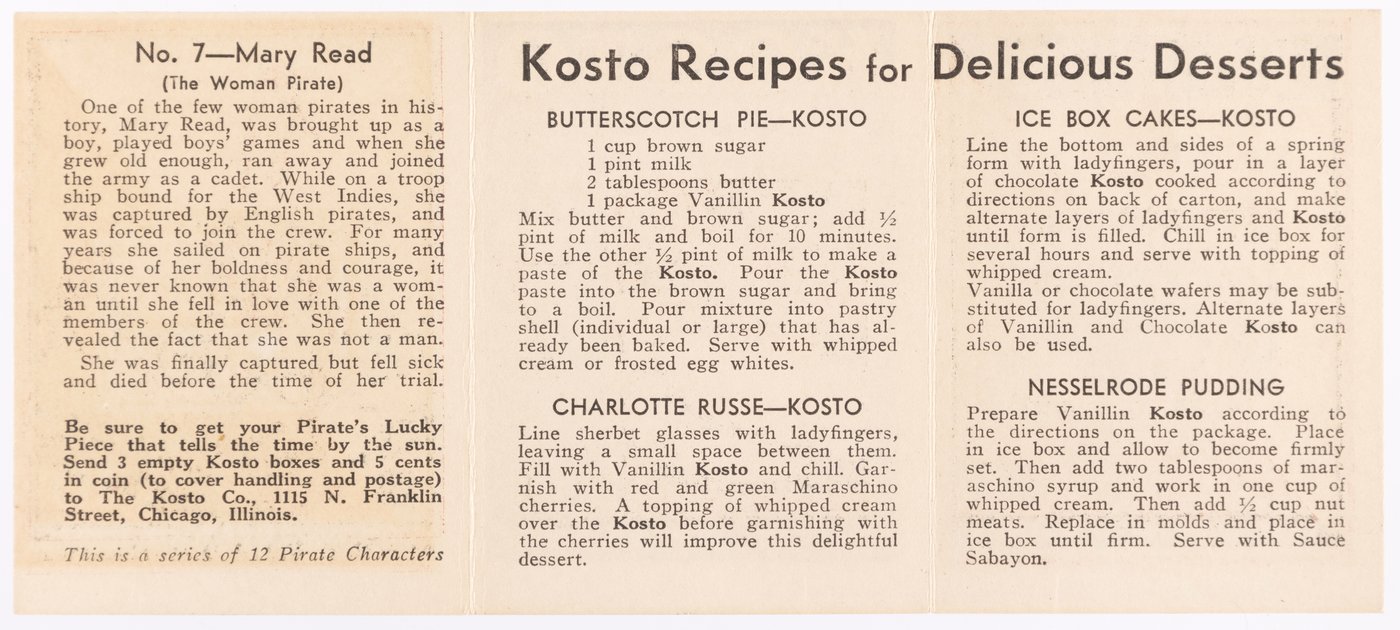 No. 7—Mary Read
(The Woman Pirate)
One of the few woman pirates in his-
tory, Mary Read, was brought up as a
boy, played boys' games and when she
grew old enough, ran away and joined
the army as a cadet. While on a troop
ship bound for the West Indies, she
was captured by English pirates, and
was forced to join the crew. For many
years she sailed on pirate ships, and
because of her boldness and courage, it
was never known that she was a wom-
an until she fell in love with one of the
members of the crew. She then re-
vealed the fact that she was not a man.
She was finally captured but fell sick
and died before the time of her trial.
Be sure to get your Pirate's Lucky
Piece that tells the time by the sun.
Send 3 empty Kosto boxes and 5 cents
in coin (to cover handling and postage)
to The Kosto Co., 1115 N. Franklin
Street, Chicago, Illinois.
This is a series of 12 Pirate Characters
Kosto Recipes for Delicious Desserts
BUTTERSCOTCH PIE—KOSTO
1 cup brown sugar
1 pint milk
2 tablespoons butter
1 package Vanillin Kosto
Mix butter and brown sugar; add ½
pint of milk and boil for 10 minutes.
Use the other ½ pint of milk to make a
paste of the Kosto. Pour the Kosto
paste into the brown sugar and bring
to a boil. Pour mixture into pastry
shell (individual or large) that has al-
ready been baked. Serve with whipped
cream or frosted egg whites.
CHARLOTTE RUSSE—KOSTO
Line sherbet glasses with ladyfingers,
leaving a small space between them.
Fill with Vanillin Kosto and chill. Gar-
nish with red and green Maraschino
cherries. A topping of whipped cream
over the Kosto before garnishing with
the cherries will improve this delightful
dessert.
ICE BOX CAKES—KOSTO
Line the bottom and sides of a spring
form with ladyfingers, pour in a layer
of chocolate Kosto cooked according to
directions on back of carton, and make
alternate layers of ladyfingers and Kosto
until form is filled. Chill in ice box for
several hours and serve with topping of
whipped cream.
Vanilla or chocolate wafers may be sub-
stituted for ladyfingers. Alternate layers
of Vanillin and Chocolate Kosto can
also be used.
NESSELRODE PUDDING
Prepare Vanillin Kosto according to
the directions on the package. Place
in ice box and allow to become firmly
set. Then add two tablespoons of mar-
aschino syrup and work in one cup of
whipped cream. Then add ½ cup nut
meats. Replace in molds and place in
ice box until firm. Serve with Sauce
Sabayon.